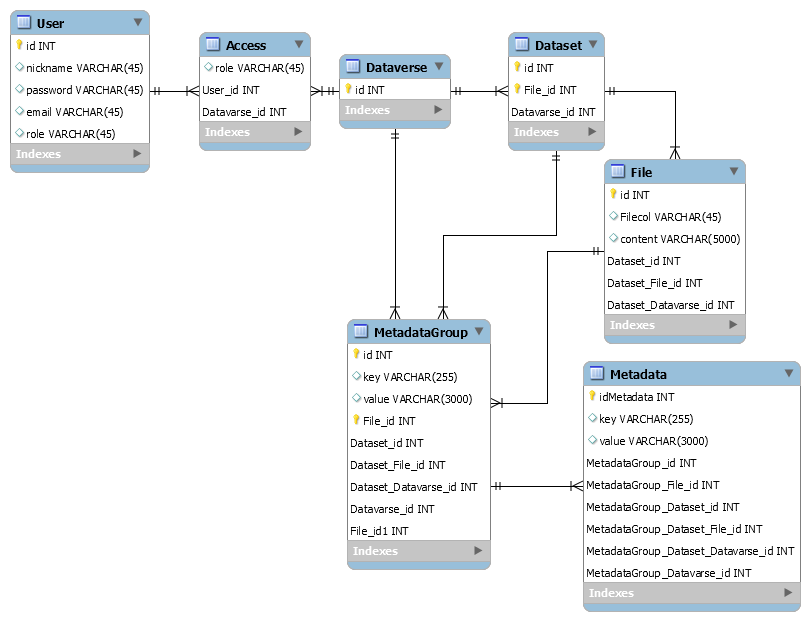 User
id INT
nickname VARCHAR(45)
password VARCHAR(45)
email VARCHAR(45)
role VARCHAR(45)
Indexes
Access
role VARCHAR(45)
User_id INT
Datavarse_id INT
Indexes
Dataverse
id INT
Indexes
Dataset
id INT
File_id INT
Datavarse_id INT
Indexes
File
id INT
Filecol VARCHAR(45)
content VARCHAR(5000)
Dataset_id INT
Dataset_File_id INT
Dataset_Datavarse_id INT
Indexes
MetadataGroup
id INT
key VARCHAR(255)
value VARCHAR(3000)
File_id INT
Dataset_id INT
Dataset_File_id INT
Dataset_Datavarse_id INT
Datavarse_id INT
File_id1 INT
Indexes
Metadata
idMetadata INT
key VARCHAR(255)
value VARCHAR(3000)
MetadataGroup_id INT
MetadataGroup_File_id INT
MetadataGroup_Dataset_id INT
MetadataGroup_Dataset_File_id INT
MetadataGroup_Dataset_Datavarse_id INT
MetadataGroup_Datavarse_id INT
Indexes